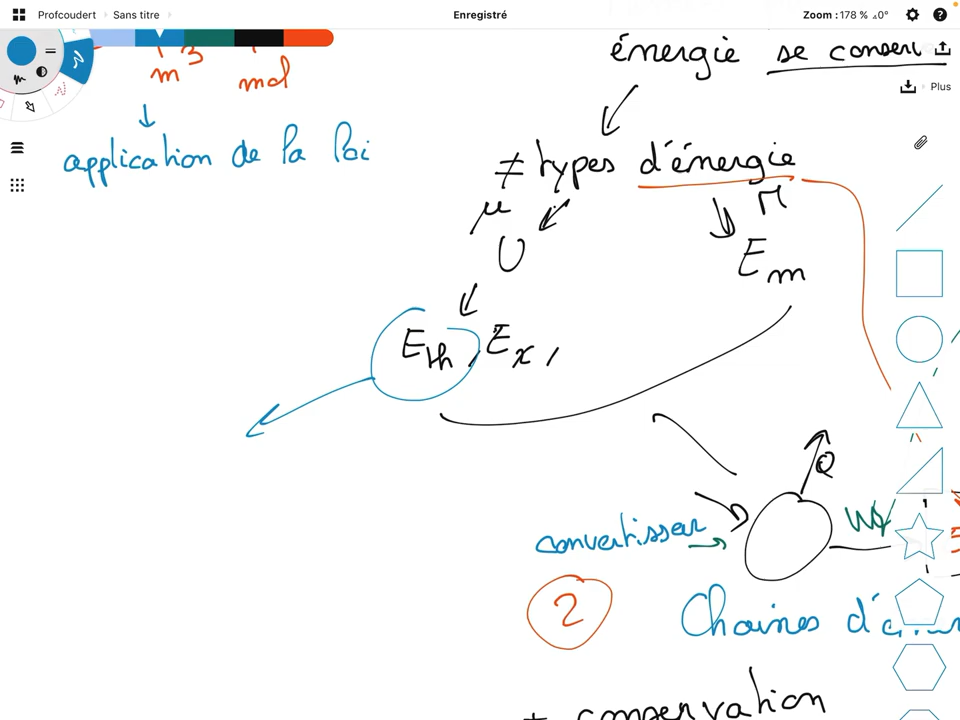 Profcoudert
Sans titre
Enregistré
Zoom : 178 % ⦟0°
Plus
m³
mol
énergie se conserv
application de la loi
≠ types d'énergie
μ
M
U
Em
Eth, Ex,
Q
convertisseur
2
Chaines d'é
+ conservation